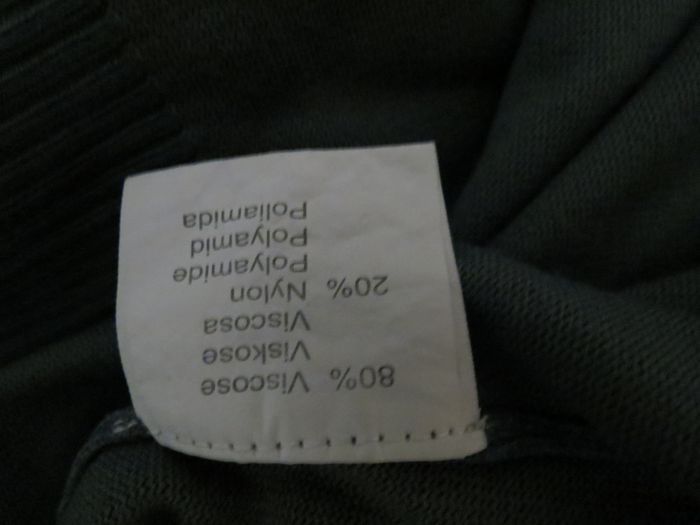 80% Viscose
Viskose
Viscosa
20% Nylon
Polyamide
Polyamid
Poliamida